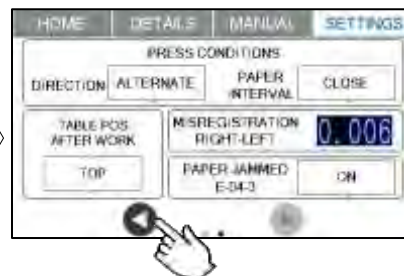 HOME DETAILS MANUAL SETTINGS
PRESS CONDITIONS
DIRECTION ALTERNATE PAPER INTERVAL CLOSE
TABLE POS. AFTER WORK
TOP
MISREGISTRATION RIGHT-LEFT 0.006
PAPER JAMMED E-04-3 ON